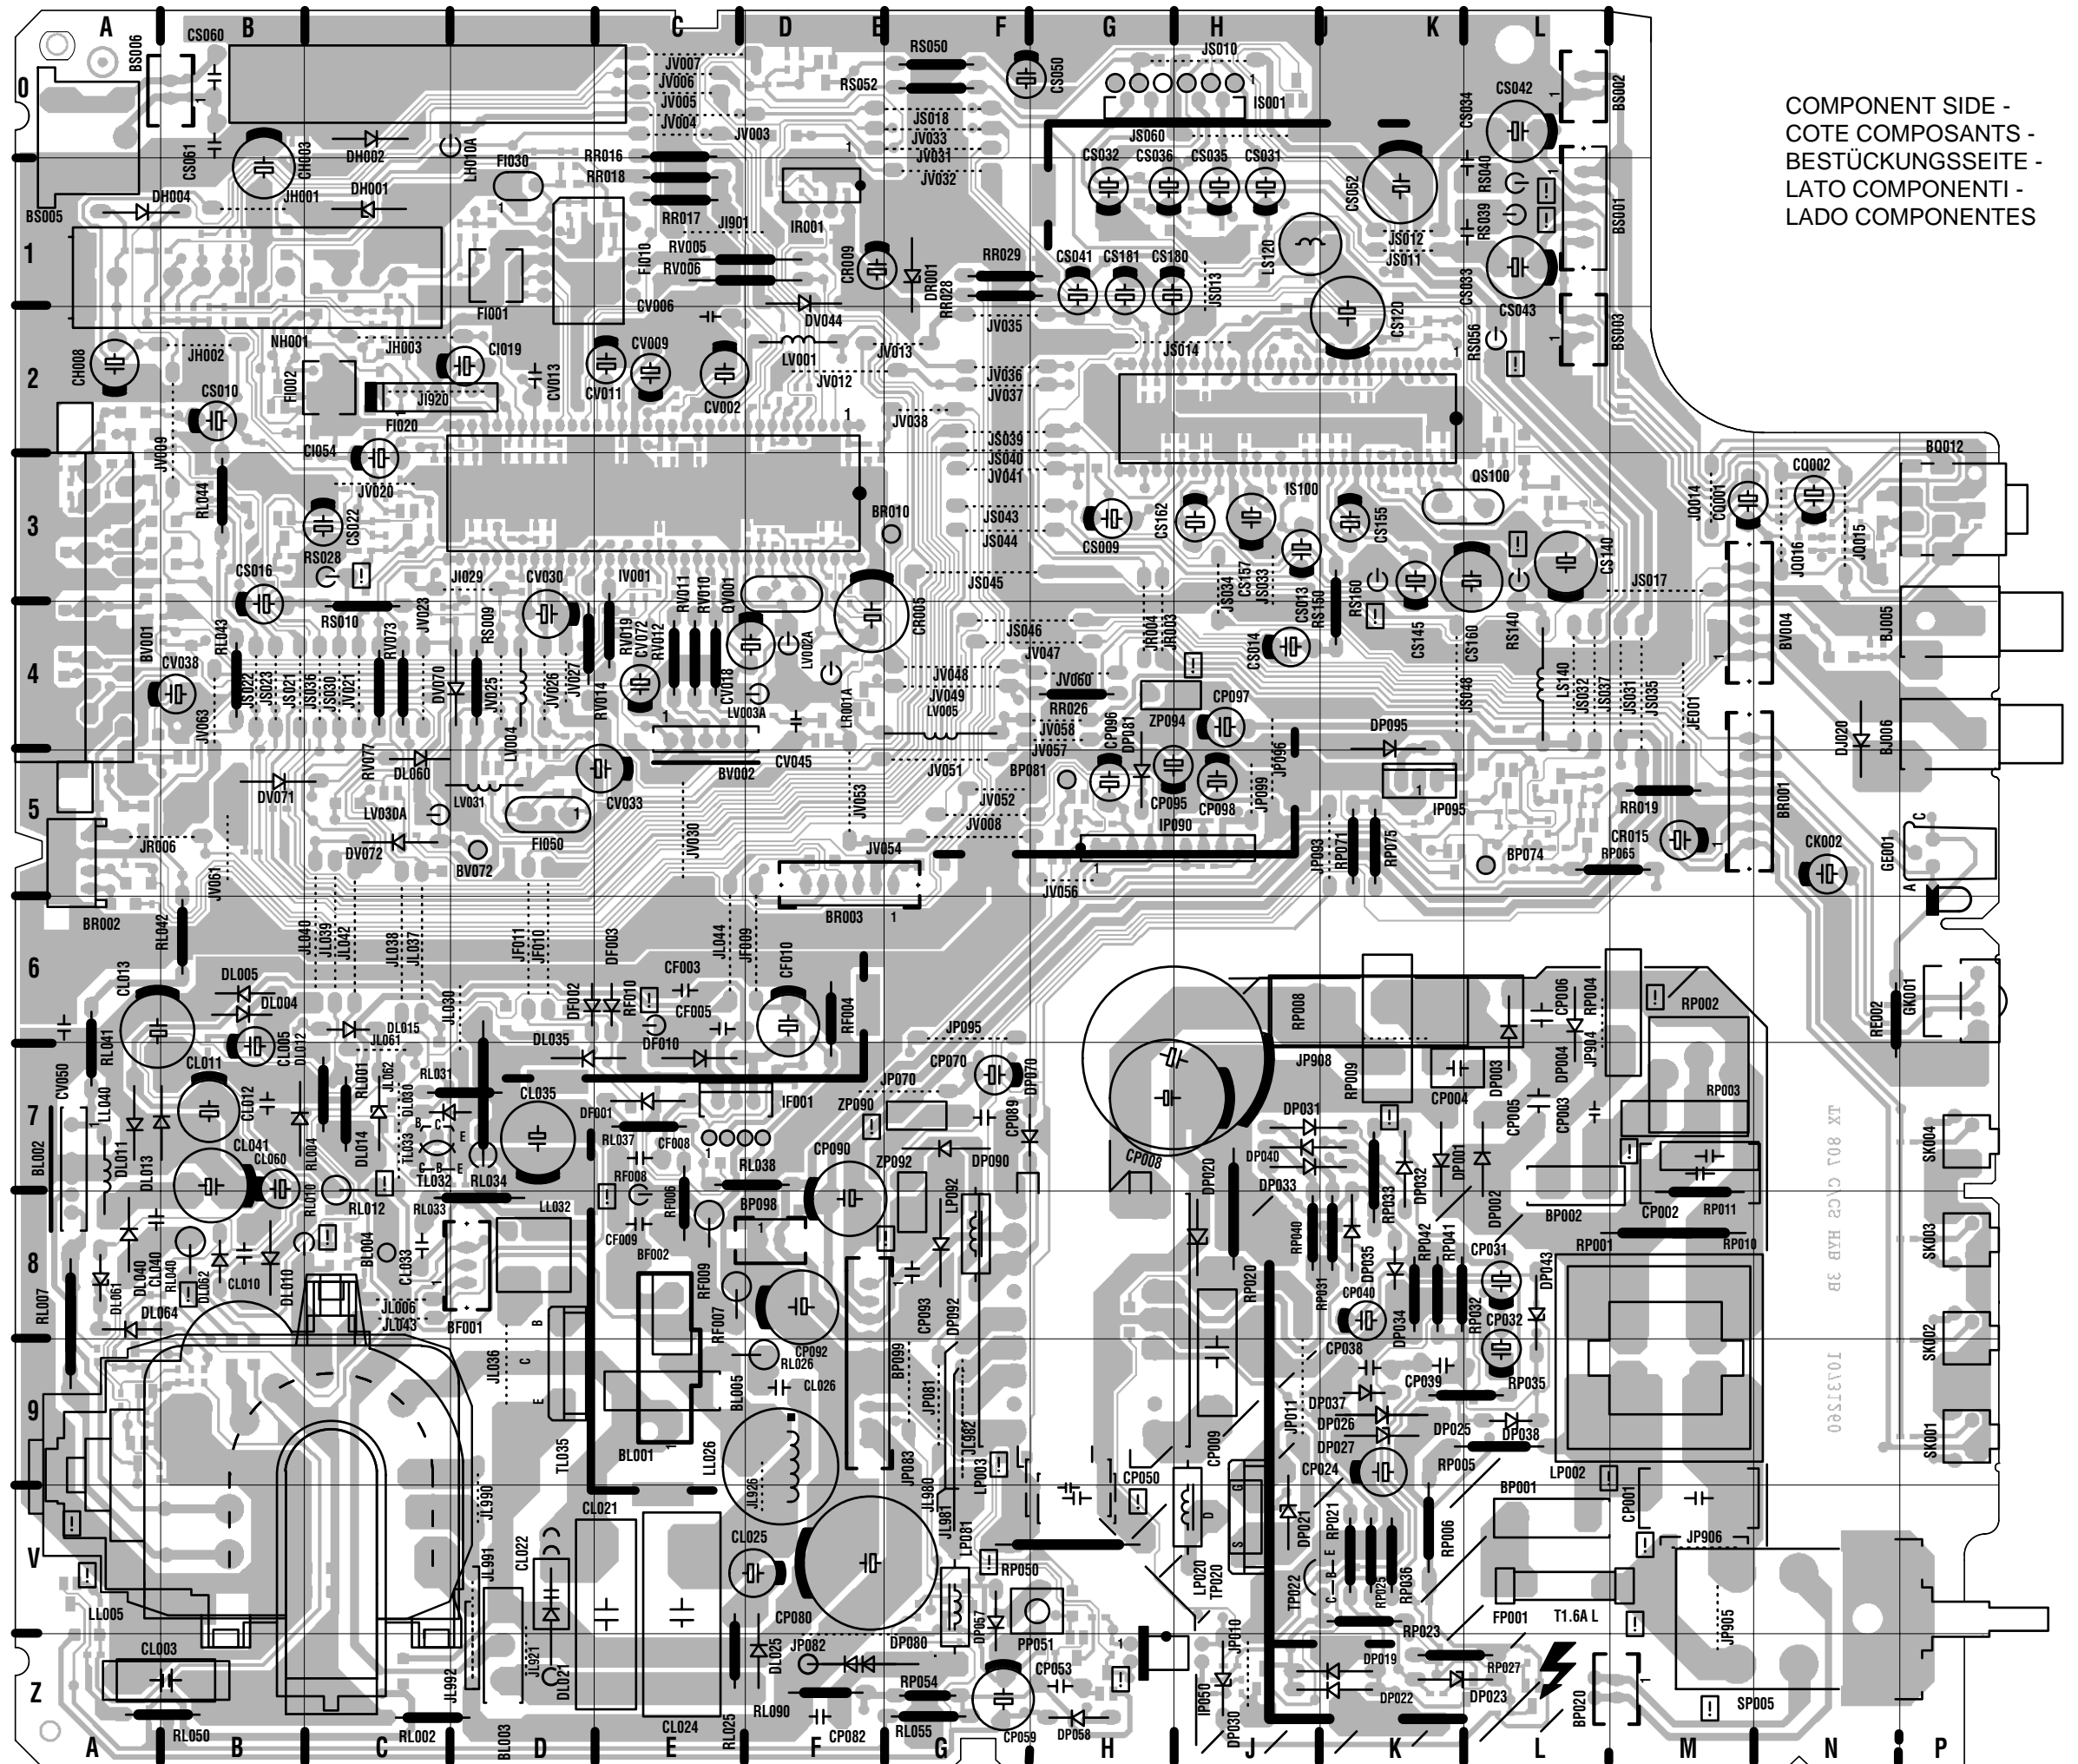 A B C D E F G H J K L
COMPONENT SIDE -
COTE COMPOSANTS -
BESTÜCKUNGSSEITE -
LATO COMPONENTI -
LADO COMPONENTES
0
BS006 CS060 JV007 JV006 JV005 JV004 JV003 RS050 RS052 CS050 JS010 IS001 CS034 CS042 BS002
CS061 CH003 DH002 LH010A FI030 RR016 RR018 RR017 JS018 JV033 JV031 JV032 JS060 CS032 CS036 CS035 CS031 CS052 RS040 RS039 BS001
BS005 DH004 JH001 DH001 JI901 IR001
1
FI010 RV005 RV006 CR009 DR001 RR029 RR028 CS041 CS181 CS180 JS013 LS120 JS012 JS011 CS033 CS043
FI001 CV006 DV044 JV035 CS120 RS056 BS003
2
CH008 JH002 NH001 JH003 CI019 CV013 CV011 CV009 CV002 LV001 JV013 JV012 JV036 JV037 JS014
CS010 FI002 JI920 FI020 JV038 JS039 JS040 JV041
JV009 CI054 JV020 QS100 JQ014 CQ001 CQ002 BQ012
3
RL044 CS022 BR010 JS043 JS044 CS009 CS162 IS100 CS155 CS140 JQ016 JQ015
CS016 RS028 JI029 CV030 IV001 RV011 RV010 QV001 CR005 JS045 JS034 CS157 JS033 CS013 RS150 RS160 JS017
4
BV001 RL043 RS010 RV073 JV023 RS009 RV019 CV072 RV012 LV002A JS046 JV047 JR004 JR003 CS014 CS145 CS160 RS140 BV004 BJ005
CV038 JV063 JS022 JS023 JS021 JS036 JS030 JV021 DV070 JV025 JV026 JV027 RV014 CV018 LV003A LR001A JV048 JV049 LV005 JV060 RR026 JV058 CP096 DP081 ZP094 CP097 DP095 JS048 LS140 JS032 JS037 JS031 JS035 JE001
5
DV071 RV077 DL060 LV004 LV031 CV033 BV002 CV045 JV051 JV053 JV057 BP081 JV052 CP095 CP098 JP096 JP099 IP095 RR019 BR001 DJ020 BJ006
JR006 JV061 LV030A DV072 BV072 FI050 JV030 JV054 JV008 IP090 JP093 RP071 RP075 BP074 RP065 CR015 CK002 GE001 C A
BR002 BR003 JV056
6
RL042 JL040 JL039 JL042 JL038 JL037 JF011 JF010 DF003 JL044 JF009 CF010
CL013 DL005 DL004 JL030 DF002 RF010 CF003 CF005 RF004 RP008 CP006 RP004 RP002 RE002 GK001
RL041 CL005 DL012 DL015 JL061 DL035 DF010 JP095 JP908 DP003 DP004 JP904
7
CV050 LL040 CL011 CL012 RL001 JL062 DL030 RL031 CL035 DF001 IF001 JP070 CP070 DP070 ZP090 CP089 RP009 CP004 CP005 CP003 RP003 TX 807 C/CS HYB 3B SK004
BL002 DL011 DL013 CL041 CL060 RL004 DL014 TL033 TL032 RL034 RL037 CF008 RL038 CP090 ZP092 DP090 CP008 DP020 DP040 DP031 DP033 RP033 DP032 DP001 DP002 BP002 CP002 RP011
8
RL010 RL012 RL033 LL032 RF008 RF006 CF009 BF002 BP098 LP092 RP040 DP035 RP042 RP041 CP031 RP001 RP010 SK003
RL007 DL061 DL040 CL040 RL040 DL062 CL010 DL010 BL004 CL033 JL006 JL043 BF001 RF009 RF007 CP093 DP092 RP020 RP031 CP040 DP034 RP032 CP032 DP043
DL064 JL036 B C E CP092 RL026 CL026 BP099 JP081 CP038 CP039 RP035 SK002
9
TL035 BL001 BL005 LL026 JP083 JL982 LP003 CP009 JP011 DP037 DP026 DP027 CP024 DP025 DP038 RP005 LP002 10731260 SK001
JL990 CL021 JL926 JL980 JL981 CP050 BP001 CP001 JP906
V
JL991 CL022 CL025 LP081 RP050 LP020 TP020 G D S DP021 RP021 RP025 RP036 RP006 TP022 FP001 T1.6A L
LL005 CP080 DP057 DP080 PP051 JP010 RP023 JP905
Z
CL003 JL992 JL921 DL021 DL025 JP082 RP054 CP053 IP050 DP019 DP022 DP023 RP027 BP020 SP005
RL050 RL002 BL003 CL024 RL025 RL090 CP082 RL055 CP059 DP058 DP030
A B C D E F G H J K L M N P